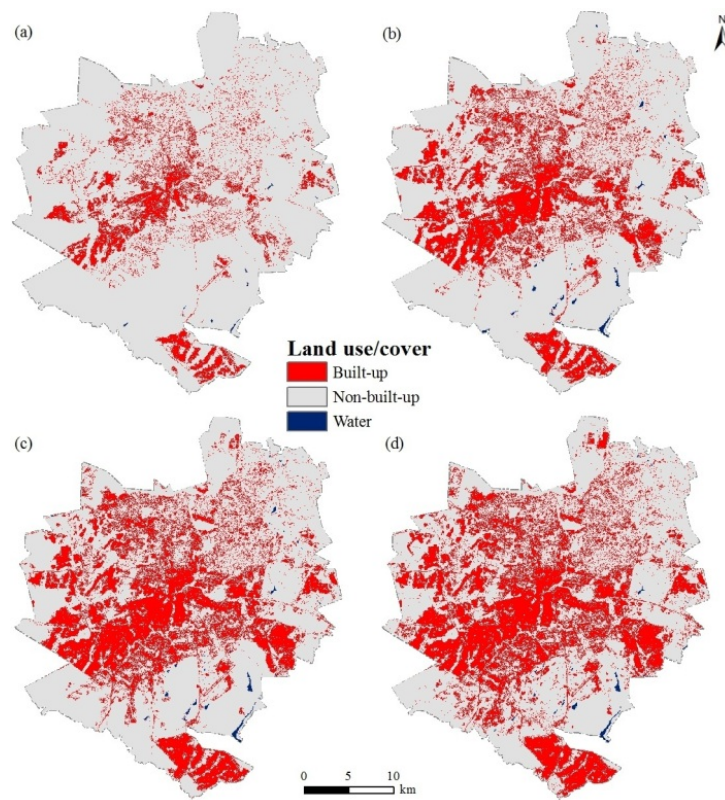 (a)
(b)
N
Land use/cover
Built-up
Non-built-up
Water
(c)
(d)
0 5 10
km